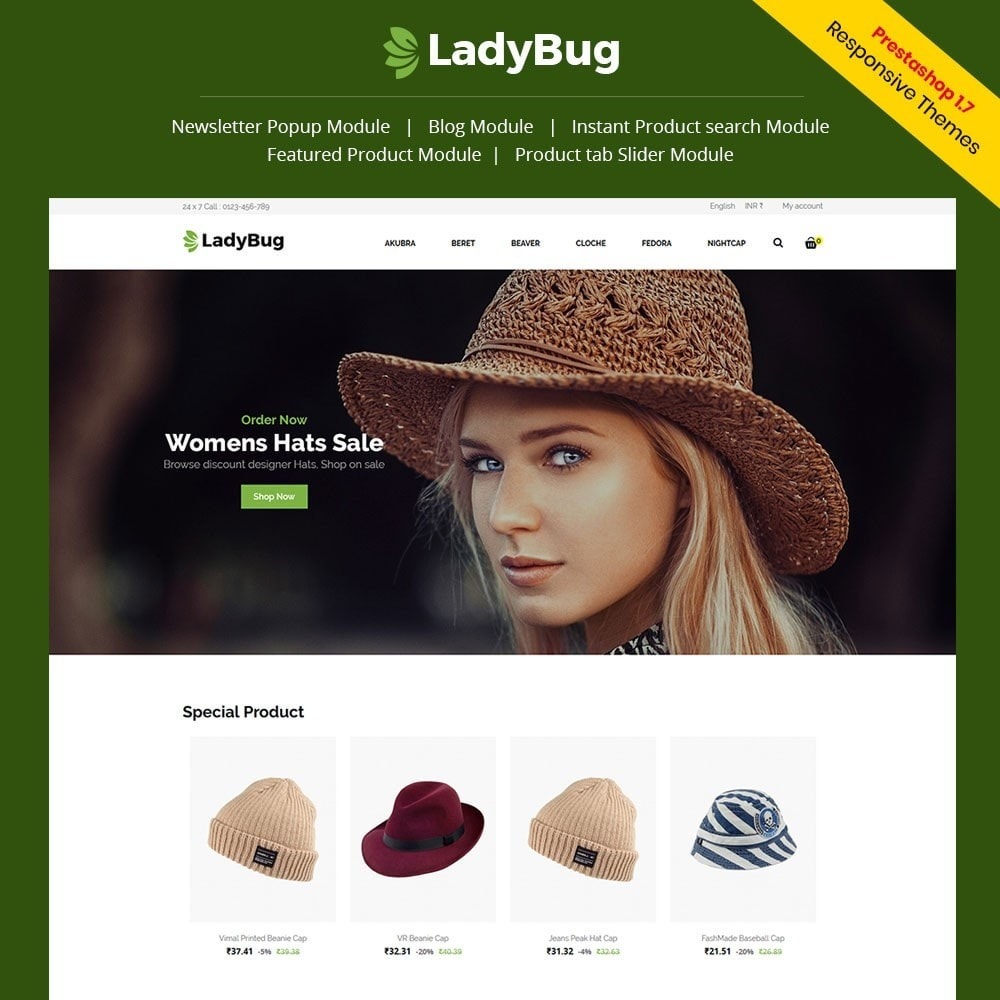 LadyBug
Prestashop 1.7
Responsive Themes
Newsletter Popup Module | Blog Module | Instant Product search Module
Featured Product Module | Product tab Slider Module
24 x 7 Call : 0123-456-789
English INR ? My account
LadyBug
AKUBRA BERET BEAVER CLOCHE FEDORA NIGHTCAP 0
Order Now
Womens Hats Sale
Browse discount designer Hats. Shop on sale
Shop Now
Special Product
Vimal Printed Beanie Cap
₹37.41 -5% ₹39.38
VR Beanie Cap
₹32.31 -20% ₹40.39
Jeans Peak Hat Cap
₹31.32 -4% ₹32.63
FashMade Baseball Cap
₹21.51 -20% ₹26.89